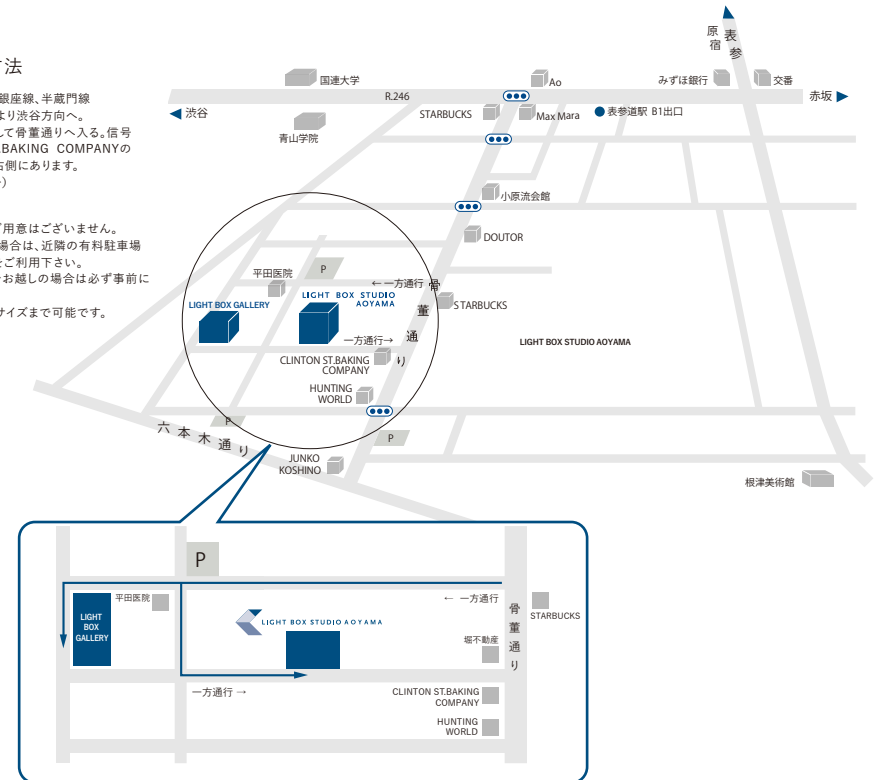 法
銀座線、半蔵門線
より渋谷方向へ。
して骨董通りへ入る。信号
.BAKING COMPANYの
右側にあります。
ご用意はございません。
場合は、近隣の有料駐車場
をご利用下さい。
お越しの場合は必ず事前に
サイズまで可能です。
原宿
表参
国連大学
Ao
みずほ銀行
交番
R.246
赤坂 ▶
◀ 渋谷
STARBUCKS
Max Mara
● 表参道駅 B1出口
青山学院
小原流会館
DOUTOR
平田医院
P
←一方通行
骨董通り
LIGHT BOX GALLERY
LIGHT BOX STUDIO
AOYAMA
STARBUCKS
一方通行→
LIGHT BOX STUDIO AOYAMA
CLINTON ST.BAKING
COMPANY
HUNTING
WORLD
P
六本木通り
P
JUNKO
KOSHINO
根津美術館
P
平田医院
← 一方通行
骨董通り
STARBUCKS
LIGHT
BOX
GALLERY
LIGHT BOX STUDIO AOYAMA
堀不動産
一方通行 →
CLINTON ST.BAKING
COMPANY
HUNTING
WORLD